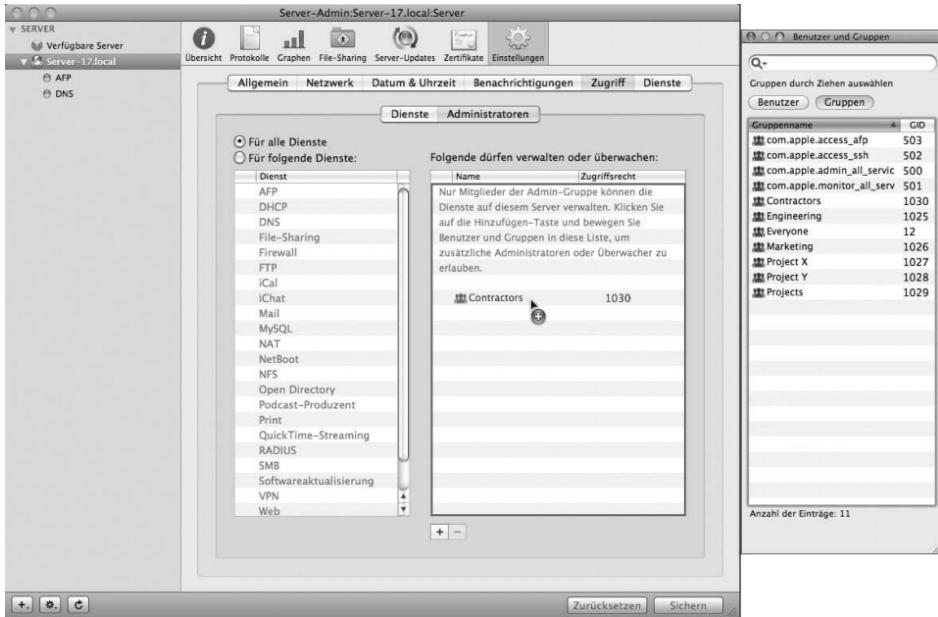 Server-Admin:Server-17.local:Server
SERVER
Verfügbare Server
Server-17.local
AFP
DNS
Übersicht Protokolle Graphen File-Sharing Server-Updates Zertifikate Einstellungen
Allgemein Netzwerk Datum & Uhrzeit Benachrichtigungen Zugriff Dienste
Dienste Administratoren
Für alle Dienste
Für folgende Dienste:
Dienst
AFP
DHCP
DNS
File-Sharing
Firewall
FTP
iCal
iChat
Mail
MySQL
NAT
NetBoot
NFS
Open Directory
Podcast-Produzent
Print
QuickTime-Streaming
RADIUS
SMB
Softwareaktualisierung
VPN
Web
Folgende dürfen verwalten oder überwachen:
Name Zugriffsrecht
Nur Mitglieder der Admin-Gruppe können die
Dienste auf diesem Server verwalten. Klicken Sie
auf die Hinzufügen-Taste und bewegen Sie
Benutzer und Gruppen in diese Liste, um
zusätzliche Administratoren oder Überwacher zu
erlauben.
Contractors 1030
Zurücksetzen Sichern
Benutzer und Gruppen
Gruppen durch Ziehen auswählen
Benutzer Gruppen
Gruppenname GID
com.apple.access_afp 503
com.apple.access_ssh 502
com.apple.admin_all_servic 500
com.apple.monitor_all_serv 501
Contractors 1030
Engineering 1025
Everyone 12
Marketing 1026
Project X 1027
Project Y 1028
Projects 1029
Anzahl der Einträge: 11